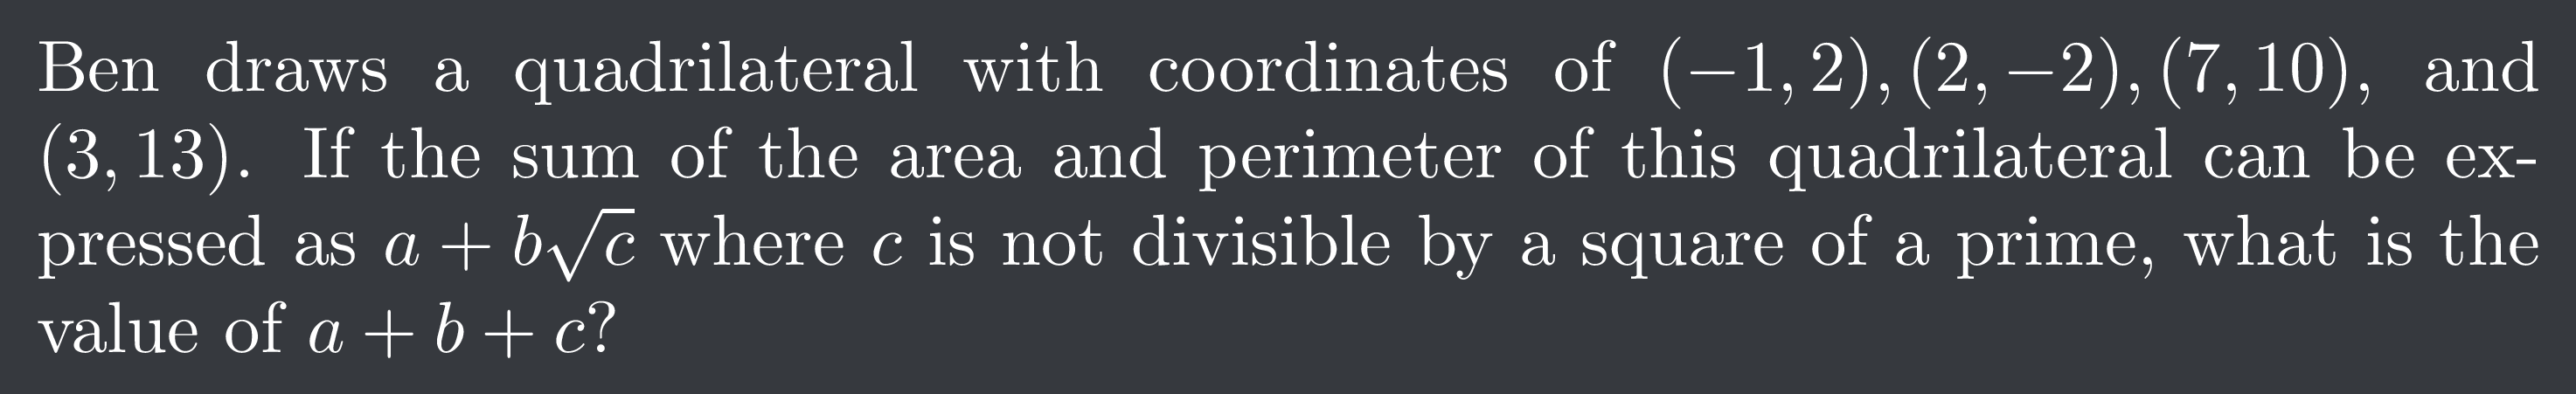 Ben draws a quadrilateral with coordinates of (−1, 2), (2, −2), (7, 10), and
(3, 13). If the sum of the area and perimeter of this quadrilateral can be ex-
pressed as a + b√c where c is not divisible by a square of a prime, what is the
value of a + b + c?